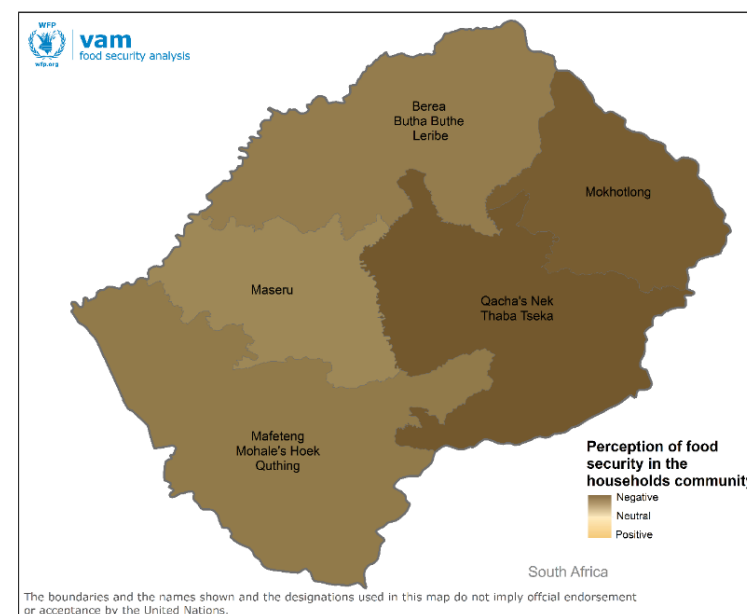 WFP
wfp.org
vam
food security analysis
Berea
Butha Buthe
Leribe
Mokhotlong
Maseru
Qacha's Nek
Thaba Tseka
Mafeteng
Mohale's Hoek
Quthing
Perception of food
security in the
households community
Negative
Neutral
Positive
South Africa
The boundaries and the names shown and the designations used in this map do not imply offcial endorsement
or acceptance by the United Nations.